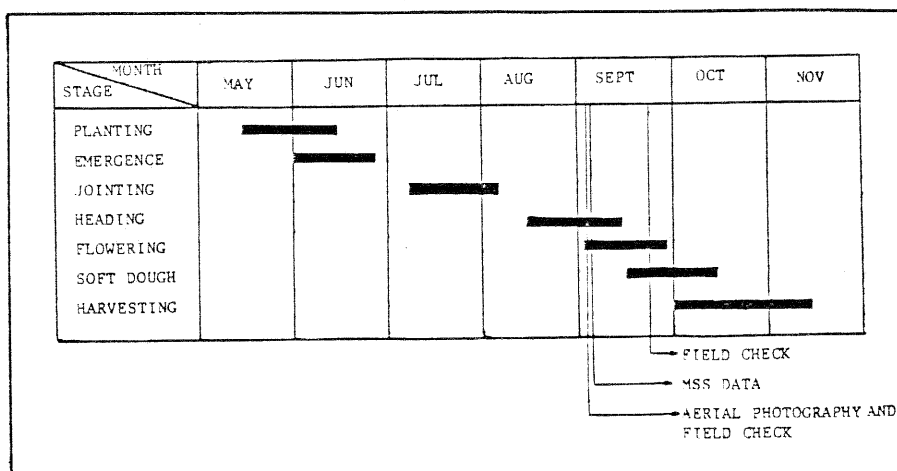 MONTH
STAGE
MAY JUN JUL AUG SEPT OCT NOV
PLANTING
EMERGENCE
JOINTING
HEADING
FLOWERING
SOFT DOUGH
HARVESTING
FIELD CHECK
MSS DATA
AERIAL PHOTOGRAPHY AND
FIELD CHECK